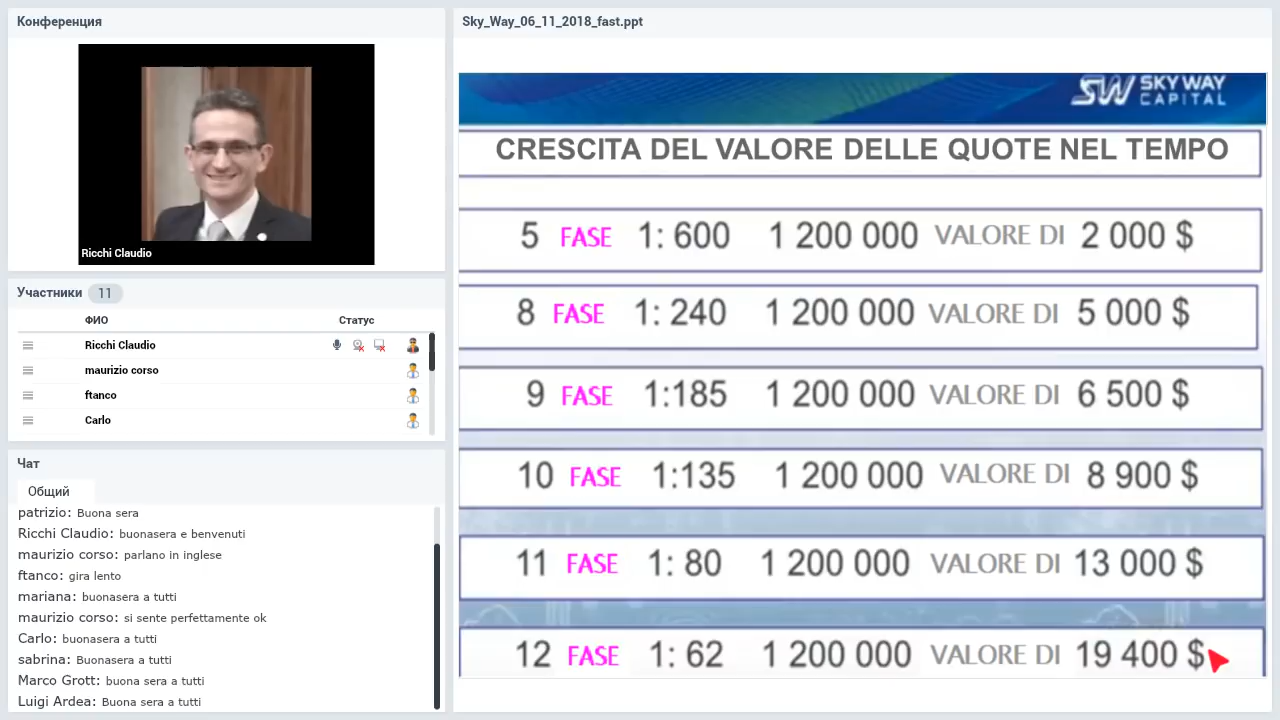 Конференция
Ricchi Claudio
Участники 11
ФИО Статус
Ricchi Claudio
maurizio corso
ftanco
Carlo
Чат
Общий
patrizio: Buona sera
Ricchi Claudio: buonasera e benvenuti
maurizio corso: parlano in inglese
ftanco: gira lento
mariana: buonasera a tutti
maurizio corso: si sente perfettamente ok
Carlo: buonasera a tutti
sabrina: Buonasera a tutti
Marco Grott: buona sera a tutti
Luigi Ardea: Buona sera a tutti
Sky_Way_06_11_2018_fast.ppt
SW SKY WAY
CAPITAL
CRESCITA DEL VALORE DELLE QUOTE NEL TEMPO
5 FASE 1: 600 1 200 000 VALORE DI 2 000 $
8 FASE 1: 240 1 200 000 VALORE DI 5 000 $
9 FASE 1:185 1 200 000 VALORE DI 6 500 $
10 FASE 1:135 1 200 000 VALORE DI 8 900 $
11 FASE 1: 80 1 200 000 VALORE DI 13 000 $
12 FASE 1: 62 1 200 000 VALORE DI 19 400 $